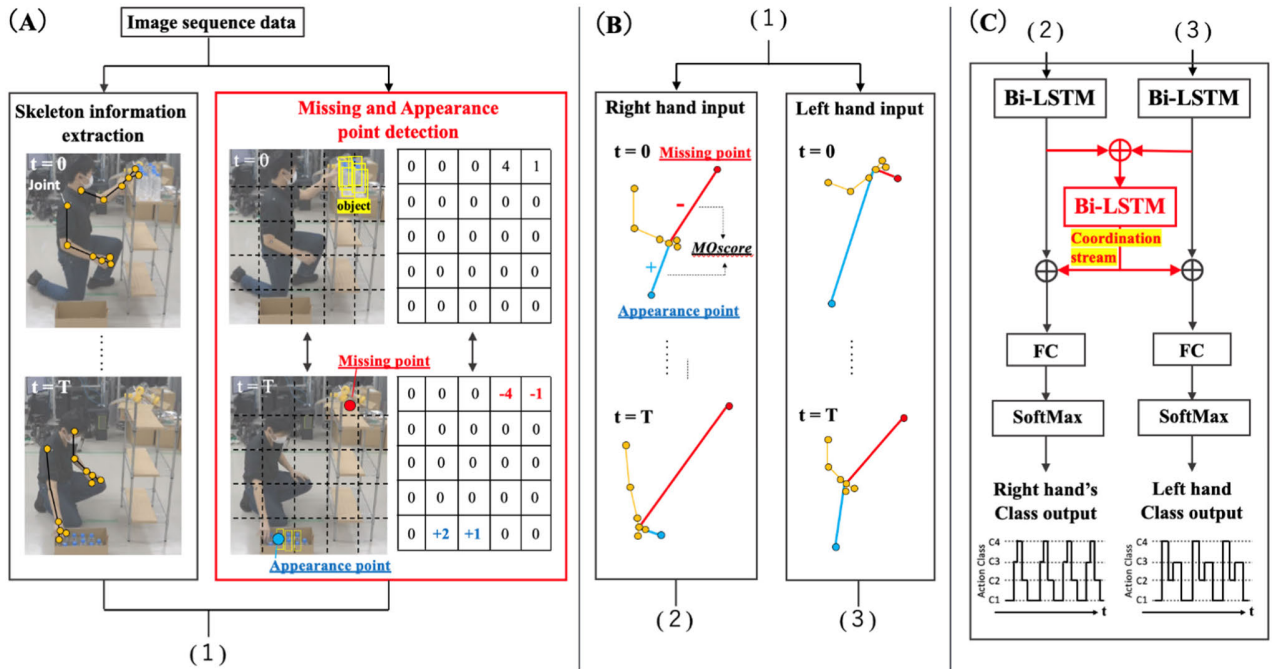 (A)
Image sequence data
Skeleton information
extraction
t = 0
Joint
t = T
Missing and Appearance
point detection
t = 0
object
0 0 0 4 1
0 0 0 0 0
0 0 0 0 0
0 0 0 0 0
0 0 0 0 0
Missing point
t = T
Appearance point
0 0 0 -4 -1
0 0 0 0 0
0 0 0 0 0
0 0 0 0 0
0 +2 +1 0 0
(1)
(B)
(1)
Right hand input
t = 0
Missing point
-
MOscore
+
Appearance point
t = T
(2)
Left hand input
t = 0
t = T
(3)
(C)
(2)
(3)
Bi-LSTM
Bi-LSTM
Bi-LSTM
Coordination
stream
FC
FC
SoftMax
SoftMax
Right hand's
Class output
Left hand
Class output
Action Class
C4
C3
C2
C1
t
Action Class
C4
C3
C2
C1
t